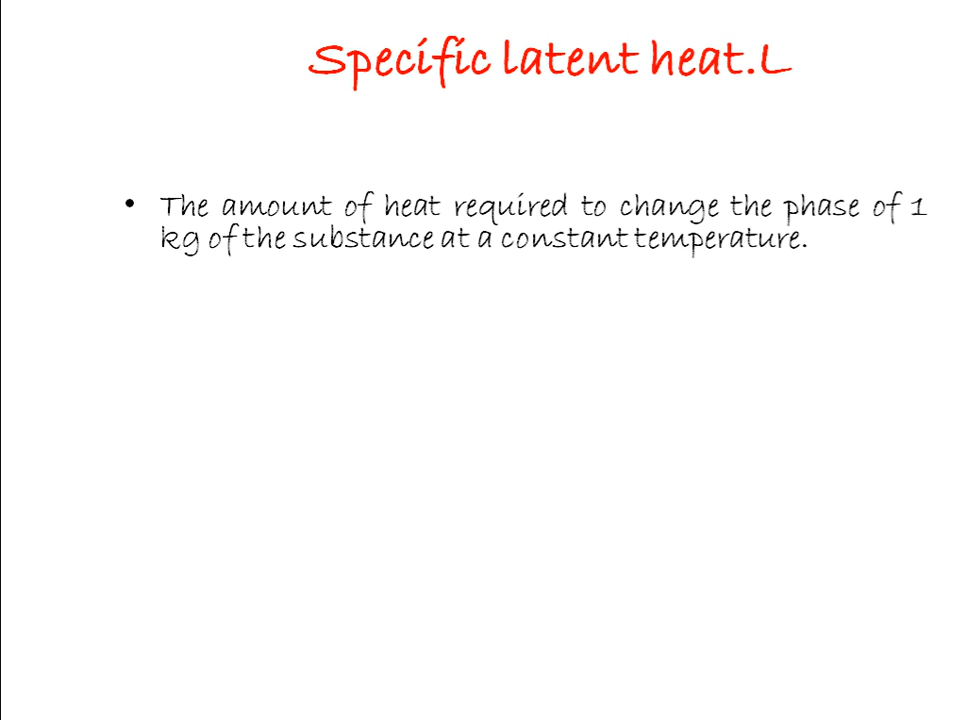 Specific latent heat.L
• The amount of heat required to change the phase of 1
kg of the substance at a constant temperature.